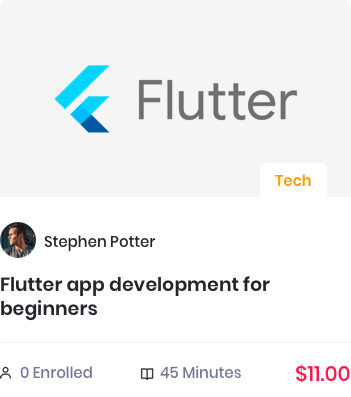 Flutter
Tech
Stephen Potter
Flutter app development for
beginners
0 Enrolled
45 Minutes
$11.00